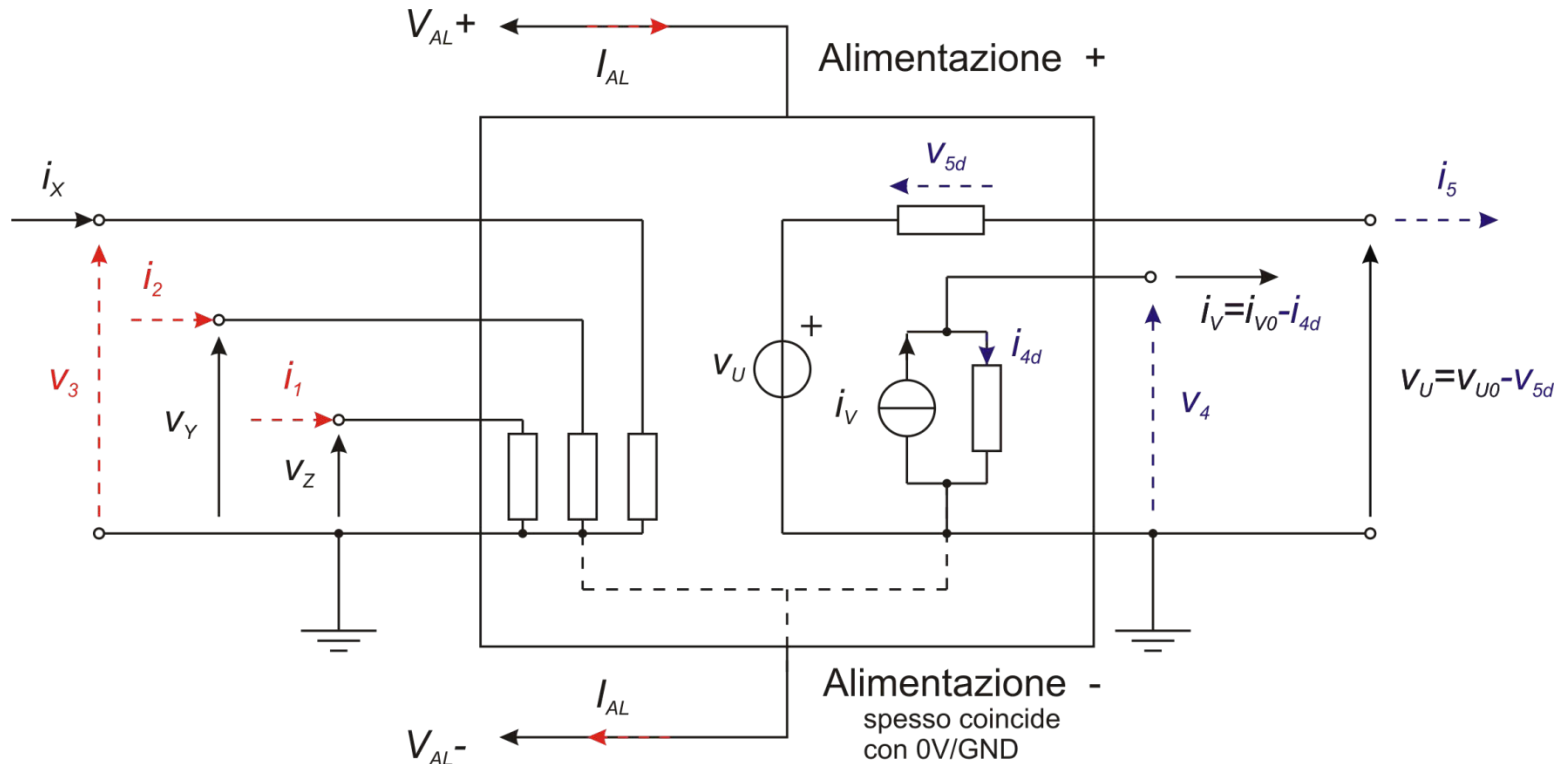 V_AL+
I_AL
Alimentazione +
v_5d
i_X
i_5
i_2
i_V=i_V0-i_4d
+
i_4d
v_3
v_U
v_U=v_U0-v_5d
i_1
i_V
v_4
v_Y
v_Z
Alimentazione -
I_AL
spesso coincide
V_AL-
con 0V/GND